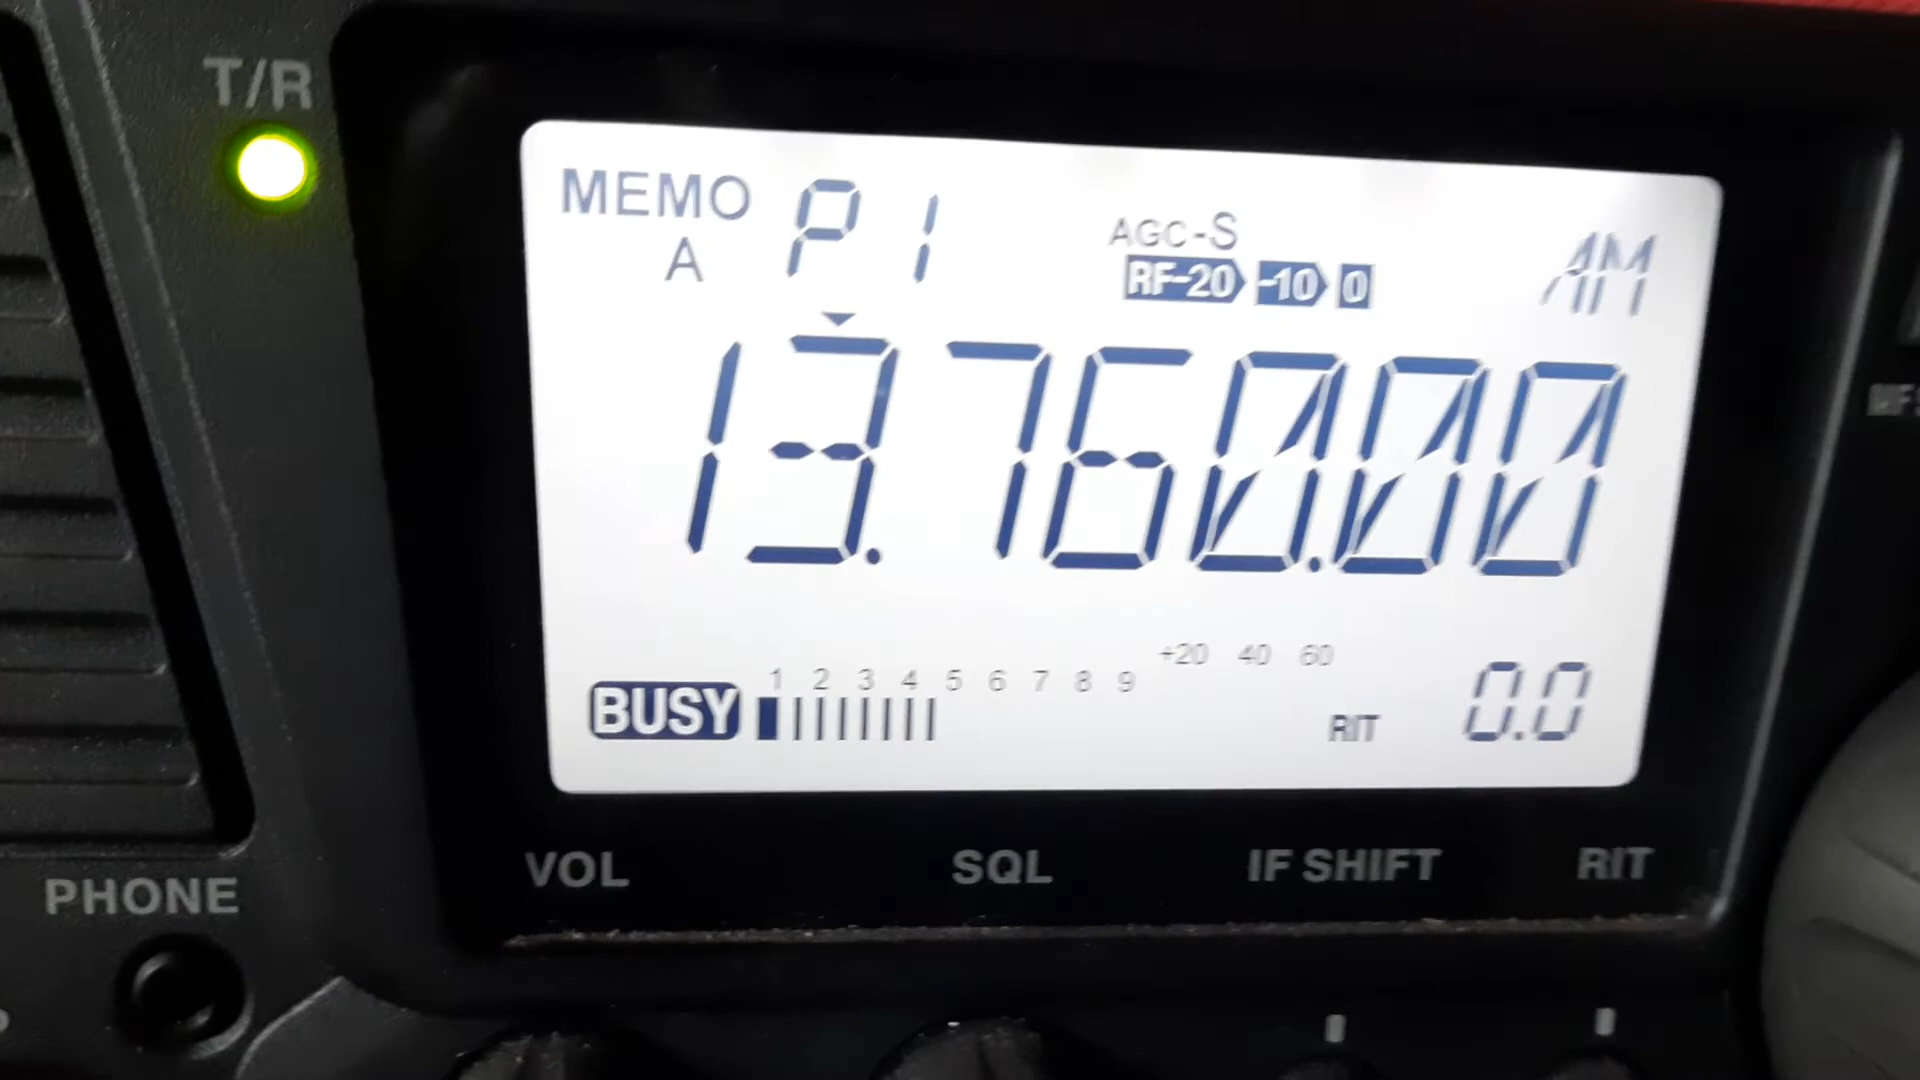 T/R
MEMO P1 AGC-S AM
A RF-20 -10 0
13.760.000
+20 40 60
1 2 3 4 5 6 7 8 9
BUSY RIT 0.0
VOL SQL IF SHIFT RIT
PHONE